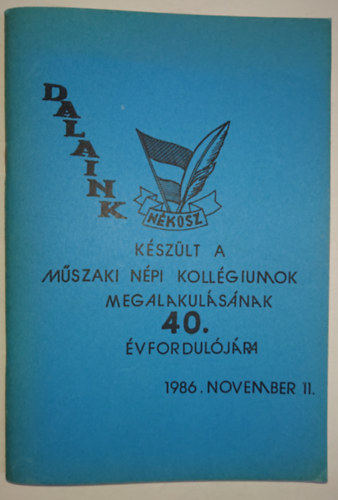 DALAINK
NÉKOSZ
KÉSZÜLT A
MŰSZAKI NÉPI KOLLÉGIUMOK
MEGALAKULÁSÁNAK
40.
ÉVFORDULÓJÁRA
1986. NOVEMBER 11.